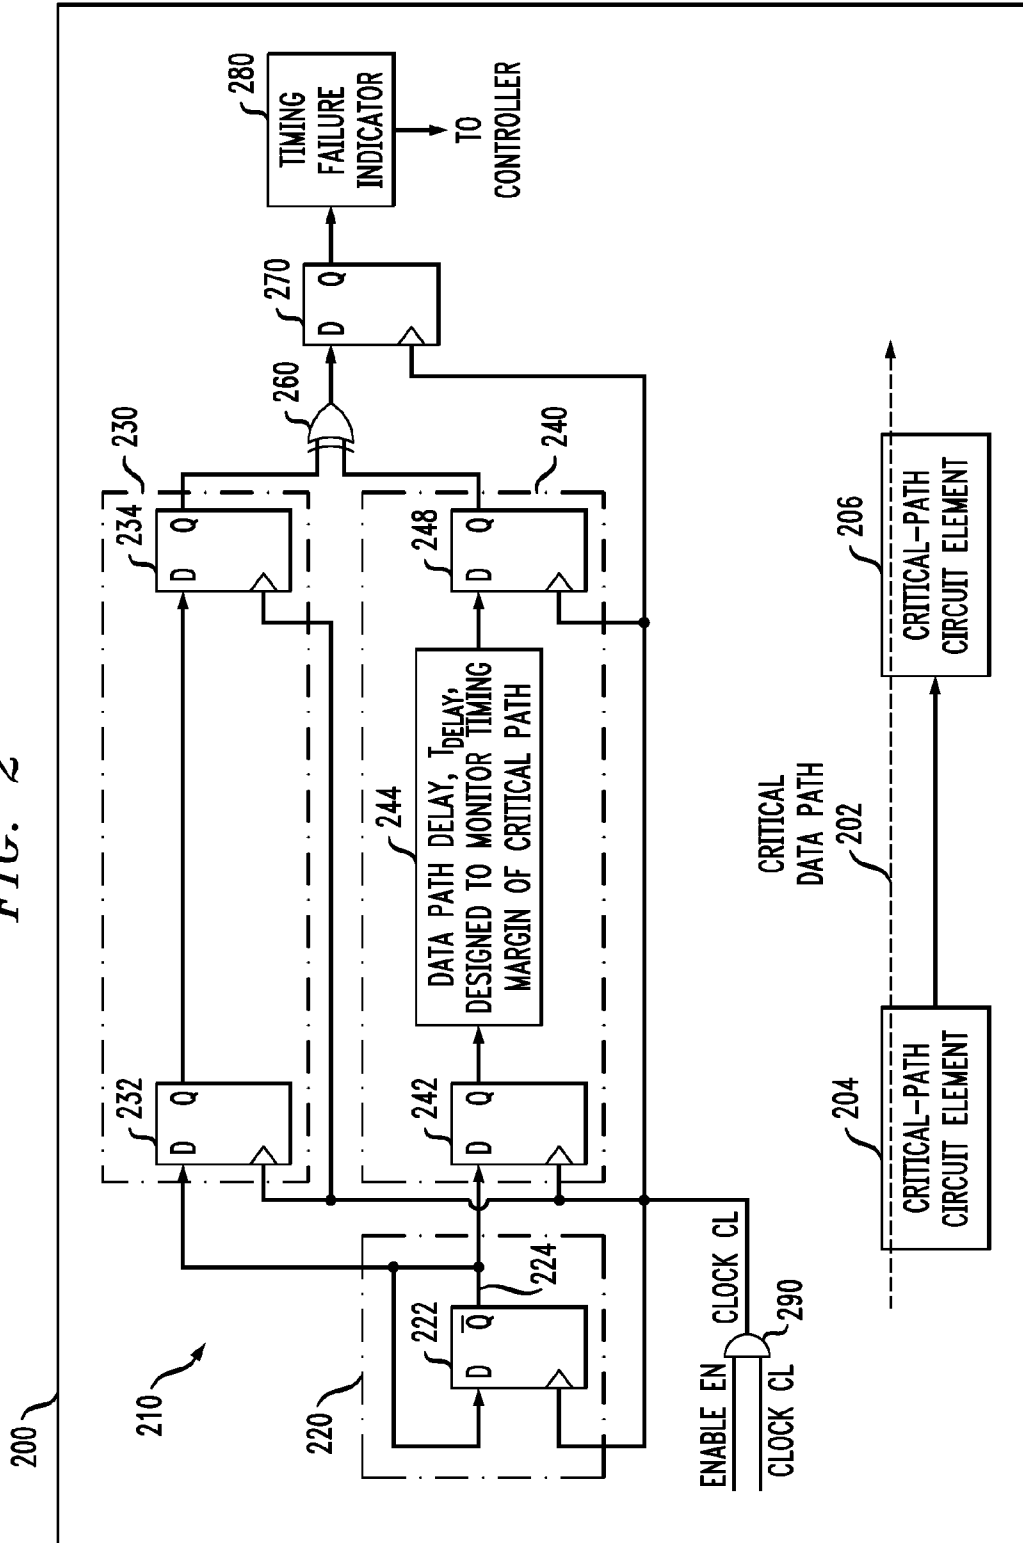 FIG. 2
200
210
220
222
D
Q̅
224
230
232
D Q
234
D Q
240
242
D Q
244
DATA PATH DELAY, TDELAY,
DESIGNED TO MONITOR TIMING
MARGIN OF CRITICAL PATH
248
D Q
260
270
D Q
280
TIMING
FAILURE
INDICATOR
TO
CONTROLLER
ENABLE EN
CLOCK CL
290
CLOCK CL
CRITICAL
DATA PATH
202
204
CRITICAL-PATH
CIRCUIT ELEMENT
206
CRITICAL-PATH
CIRCUIT ELEMENT